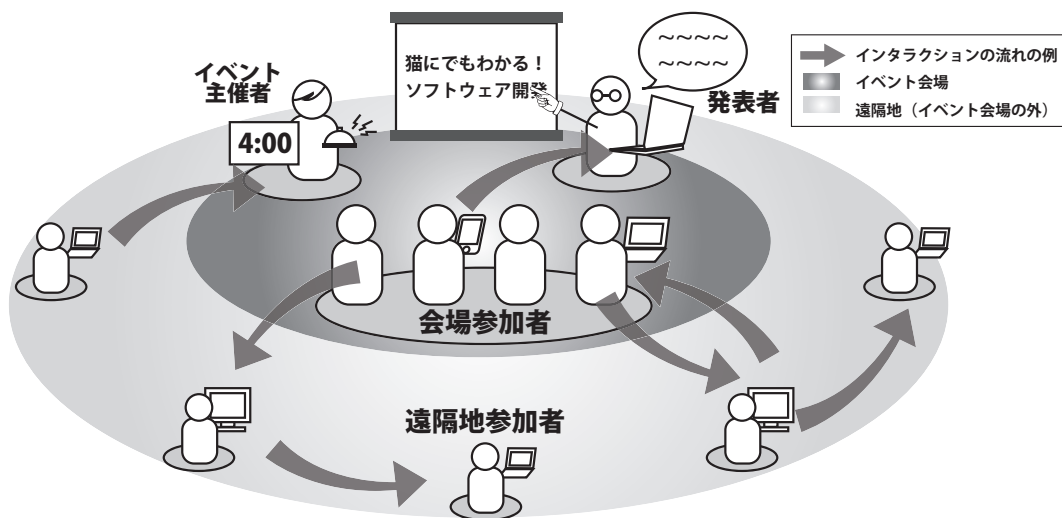 猫にでもわかる！
ソフトウェア開発
～～～～
～～～～
インタラクションの流れの例
イベント会場
遠隔地（イベント会場の外）
イベント
主催者
発表者
4:00
会場参加者
遠隔地参加者